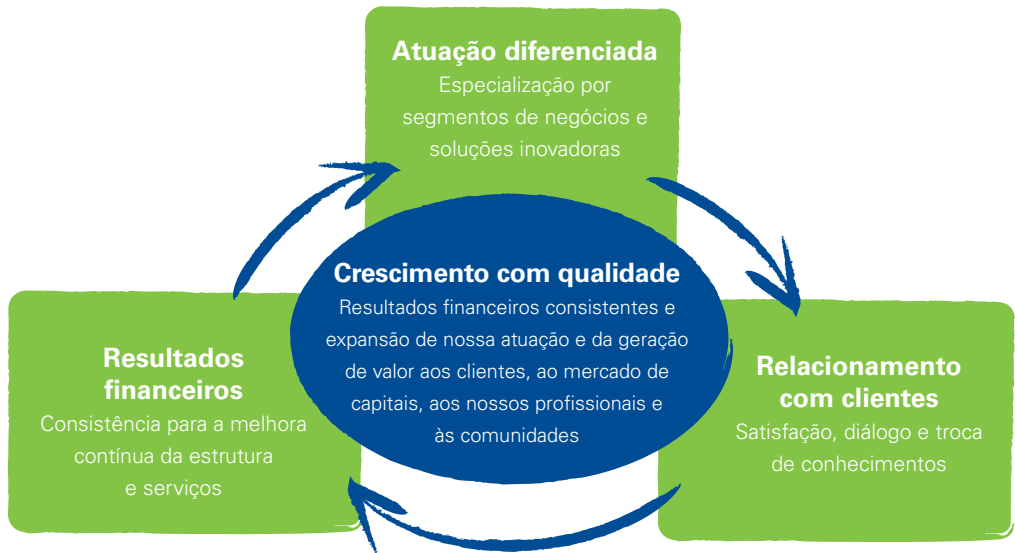 Atuação diferenciada
Especialização por
segmentos de negócios e
soluções inovadoras
Crescimento com qualidade
Resultados financeiros consistentes e
expansão de nossa atuação e da geração
de valor aos clientes, ao mercado de
capitais, aos nossos profissionais e
às comunidades
Resultados
financeiros
Consistência para a melhora
contínua da estrutura
e serviços
Relacionamento
com clientes
Satisfação, diálogo e troca
de conhecimentos